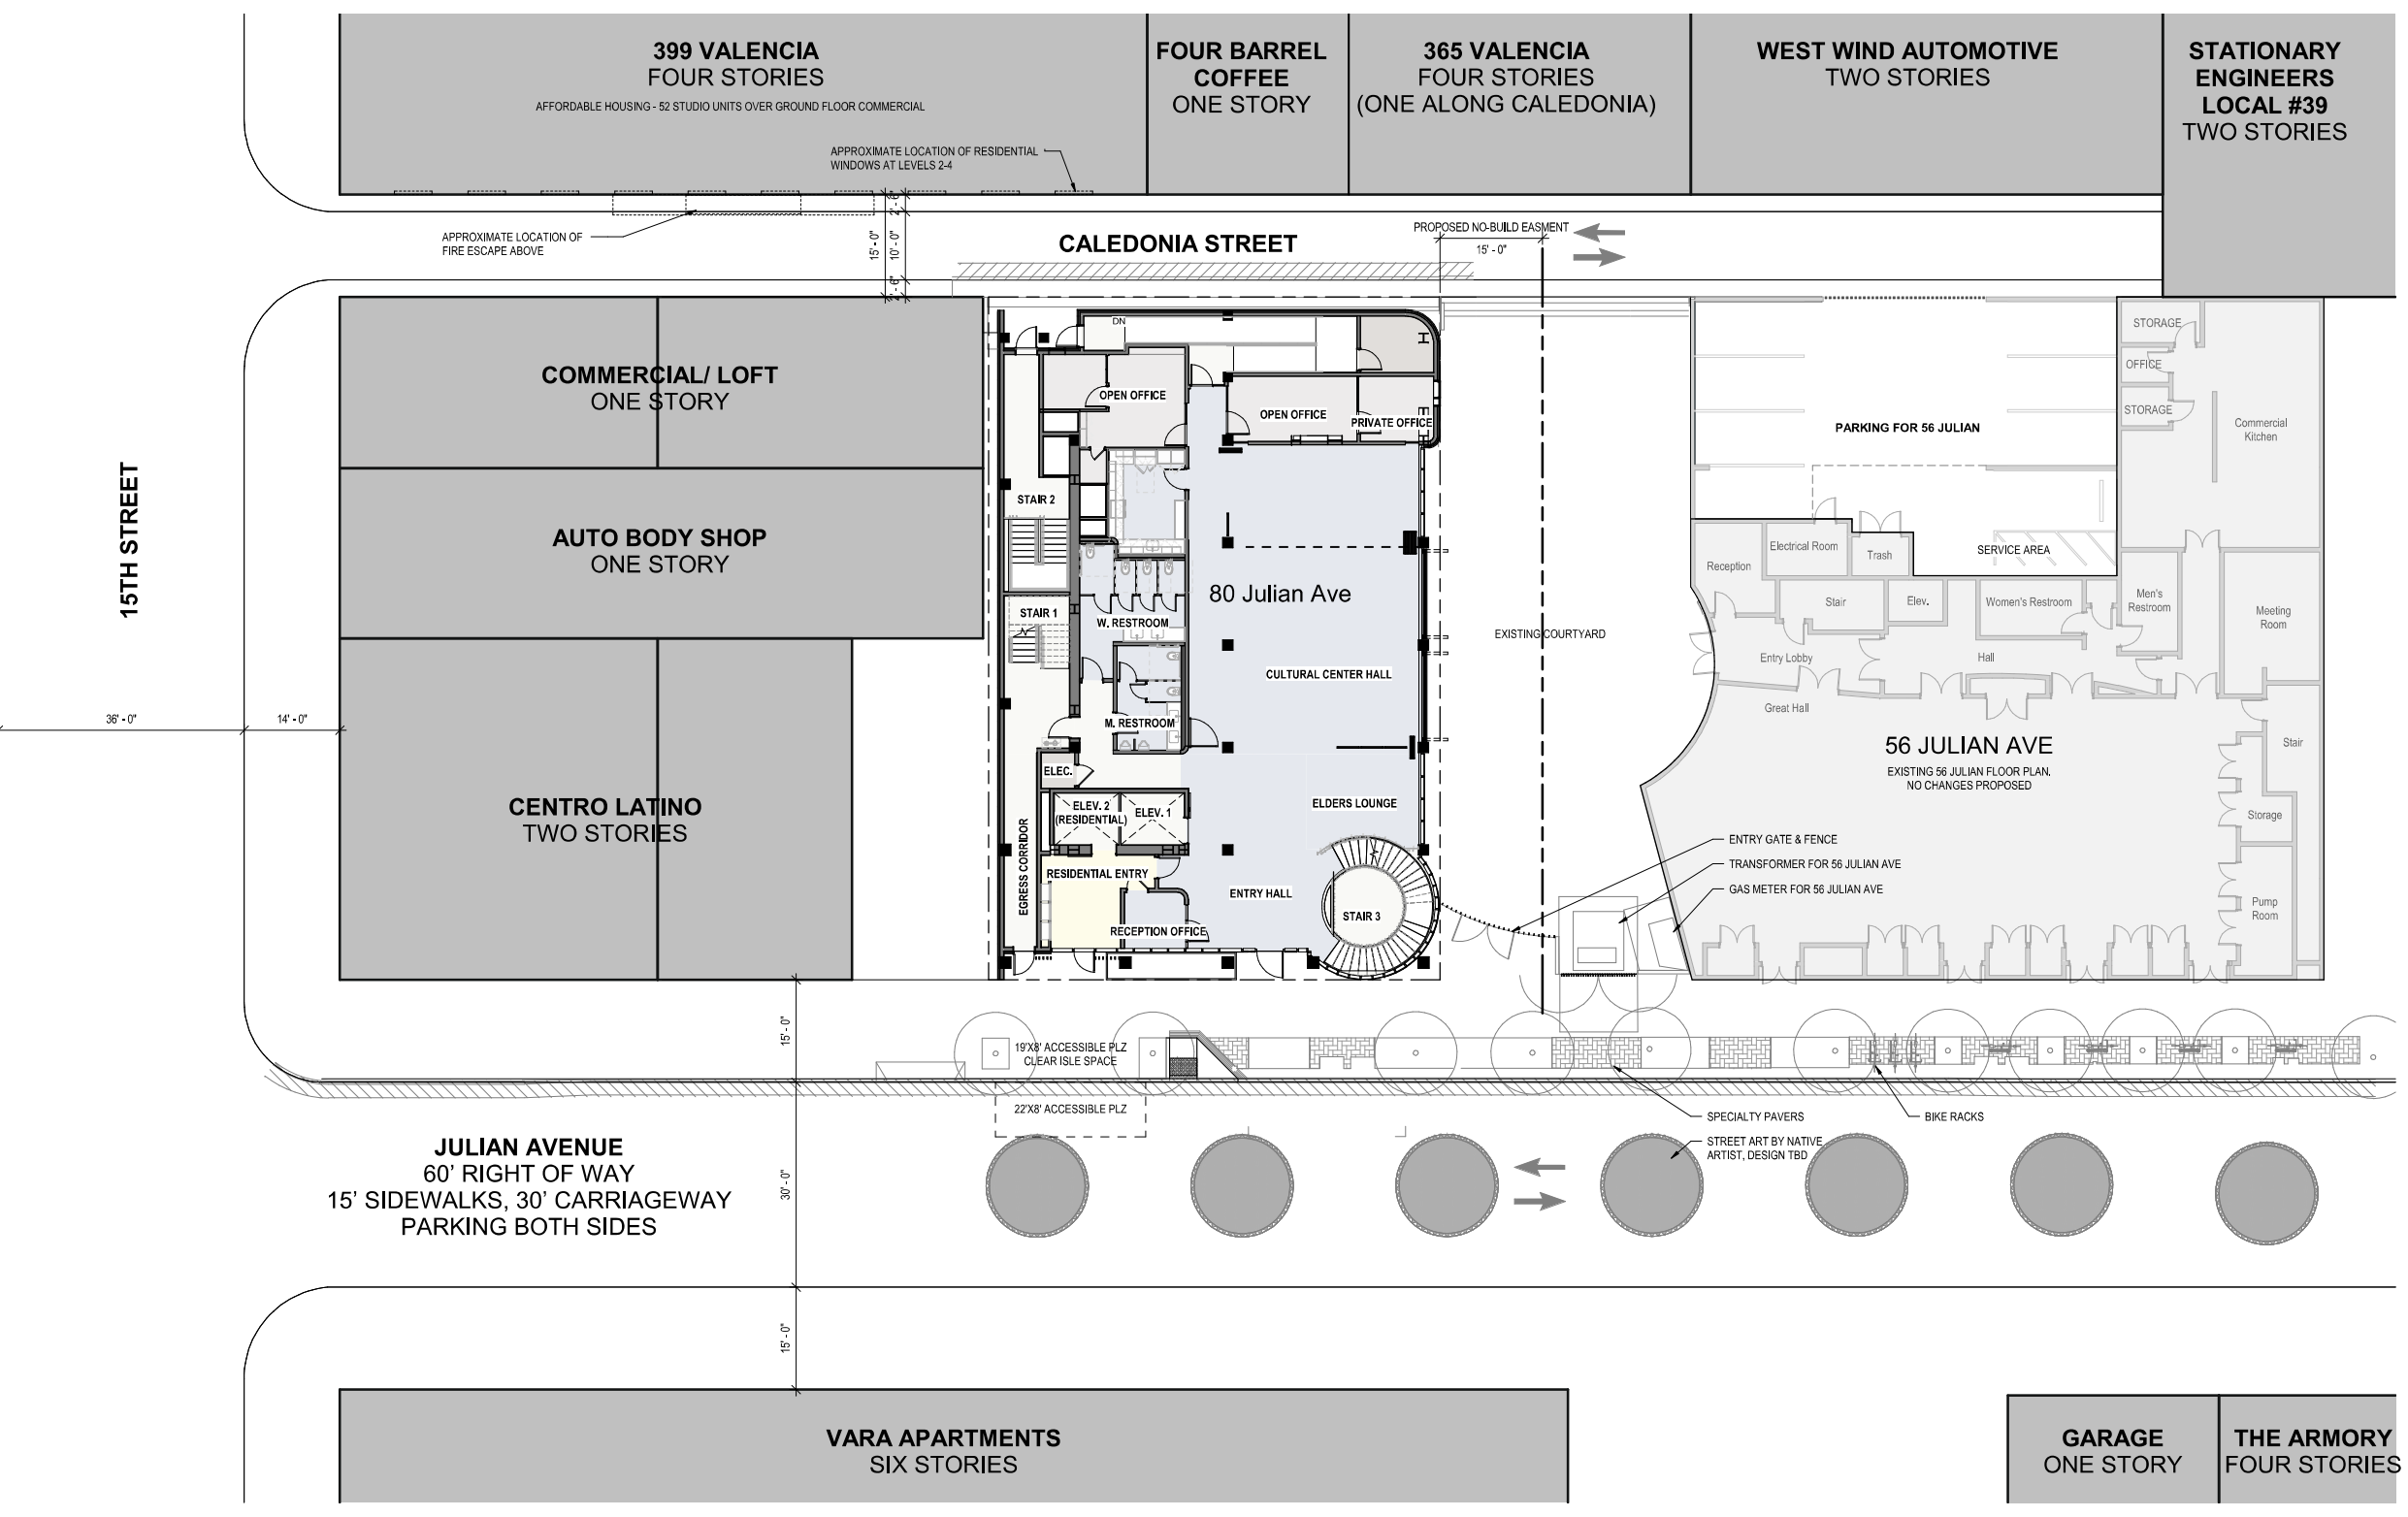 399 VALENCIA
FOUR STORIES
AFFORDABLE HOUSING - 52 STUDIO UNITS OVER GROUND FLOOR COMMERCIAL
FOUR BARREL
COFFEE
ONE STORY
365 VALENCIA
FOUR STORIES
(ONE ALONG CALEDONIA)
WEST WIND AUTOMOTIVE
TWO STORIES
STATIONARY
ENGINEERS
LOCAL #39
TWO STORIES
APPROXIMATE LOCATION OF RESIDENTIAL
WINDOWS AT LEVELS 2-4
APPROXIMATE LOCATION OF
FIRE ESCAPE ABOVE
15' - 0"
2' - 6"
10' - 0"
2' - 6"
CALEDONIA STREET
PROPOSED NO-BUILD EASMENT
15' - 0"
COMMERCIAL/ LOFT
ONE STORY
AUTO BODY SHOP
ONE STORY
CENTRO LATINO
TWO STORIES
15TH STREET
36' - 0"
14' - 0"
DN
OPEN OFFICE
OPEN OFFICE
PRIVATE OFFICE
STAIR 2
80 Julian Ave
STAIR 1
W. RESTROOM
CULTURAL CENTER HALL
M. RESTROOM
ELEC.
ELEV. 2
(RESIDENTIAL)
ELEV. 1
ELDERS LOUNGE
EGRESS CORRIDOR
RESIDENTIAL ENTRY
ENTRY HALL
STAIR 3
RECEPTION OFFICE
EXISTING COURTYARD
STORAGE
OFFICE
STORAGE
Commercial
Kitchen
PARKING FOR 56 JULIAN
SERVICE AREA
Electrical Room
Trash
Reception
Stair
Elev.
Women's Restroom
Men's
Restroom
Meeting
Room
Entry Lobby
Hall
Great Hall
56 JULIAN AVE
EXISTING 56 JULIAN FLOOR PLAN.
NO CHANGES PROPOSED
Stair
Storage
Pump
Room
ENTRY GATE & FENCE
TRANSFORMER FOR 56 JULIAN AVE
GAS METER FOR 56 JULIAN AVE
15' - 0"
19'X8' ACCESSIBLE PLZ
CLEAR ISLE SPACE
22'X8' ACCESSIBLE PLZ
SPECIALTY PAVERS
BIKE RACKS
STREET ART BY NATIVE
ARTIST, DESIGN TBD
JULIAN AVENUE
60’ RIGHT OF WAY
15’ SIDEWALKS, 30’ CARRIAGEWAY
PARKING BOTH SIDES
30' - 0"
15' - 0"
VARA APARTMENTS
SIX STORIES
GARAGE
ONE STORY
THE ARMORY
FOUR STORIES